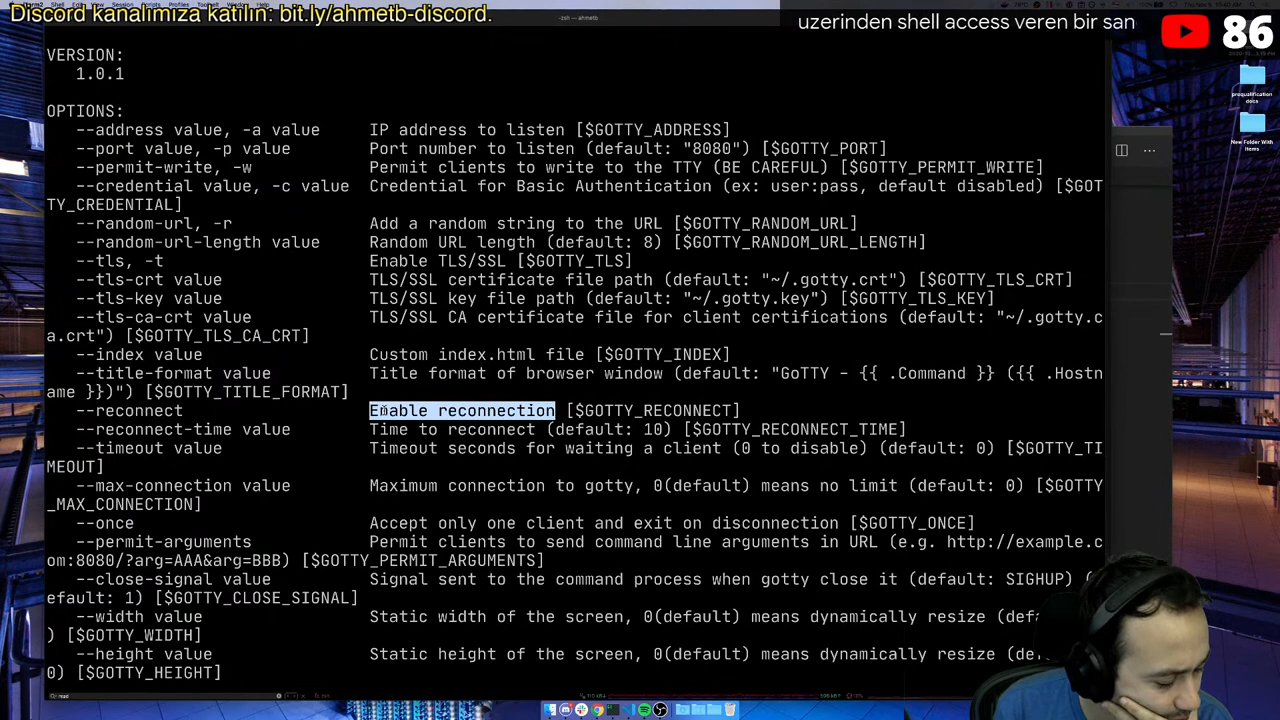 Discord kanalımıza katilin: bit.ly/ahmetb-discord.
-zsh — ahmetb
uzerinden shell access veren bir san
86
VERSION:
1.0.1
OPTIONS:
--address value, -a value IP address to listen [$GOTTY_ADDRESS]
--port value, -p value Port number to listen (default: "8080") [$GOTTY_PORT]
--permit-write, -w Permit clients to write to the TTY (BE CAREFUL) [$GOTTY_PERMIT_WRITE]
--credential value, -c value Credential for Basic Authentication (ex: user:pass, default disabled) [$GOT
TY_CREDENTIAL]
--random-url, -r Add a random string to the URL [$GOTTY_RANDOM_URL]
--random-url-length value Random URL length (default: 8) [$GOTTY_RANDOM_URL_LENGTH]
--tls, -t Enable TLS/SSL [$GOTTY_TLS]
--tls-crt value TLS/SSL certificate file path (default: "~/.gotty.crt") [$GOTTY_TLS_CRT]
--tls-key value TLS/SSL key file path (default: "~/.gotty.key") [$GOTTY_TLS_KEY]
--tls-ca-crt value TLS/SSL CA certificate file for client certifications (default: "~/.gotty.c
a.crt") [$GOTTY_TLS_CA_CRT]
--index value Custom index.html file [$GOTTY_INDEX]
--title-format value Title format of browser window (default: "GoTTY - {{ .Command }} ({{ .Hostn
ame }})") [$GOTTY_TITLE_FORMAT]
--reconnect Enable reconnection [$GOTTY_RECONNECT]
--reconnect-time value Time to reconnect (default: 10) [$GOTTY_RECONNECT_TIME]
--timeout value Timeout seconds for waiting a client (0 to disable) (default: 0) [$GOTTY_TI
MEOUT]
--max-connection value Maximum connection to gotty, 0(default) means no limit (default: 0) [$GOTTY
_MAX_CONNECTION]
--once Accept only one client and exit on disconnection [$GOTTY_ONCE]
--permit-arguments Permit clients to send command line arguments in URL (e.g. http://example.c
om:8080/?arg=AAA&arg=BBB) [$GOTTY_PERMIT_ARGUMENTS]
--close-signal value Signal sent to the command process when gotty close it (default: SIGHUP) (
efault: 1) [$GOTTY_CLOSE_SIGNAL]
--width value Static width of the screen, 0(default) means dynamically resize (de
) [$GOTTY_WIDTH]
--height value Static height of the screen, 0(default) means dynamically resize (de
0) [$GOTTY_HEIGHT]
prequalification docs
New Folder With Items